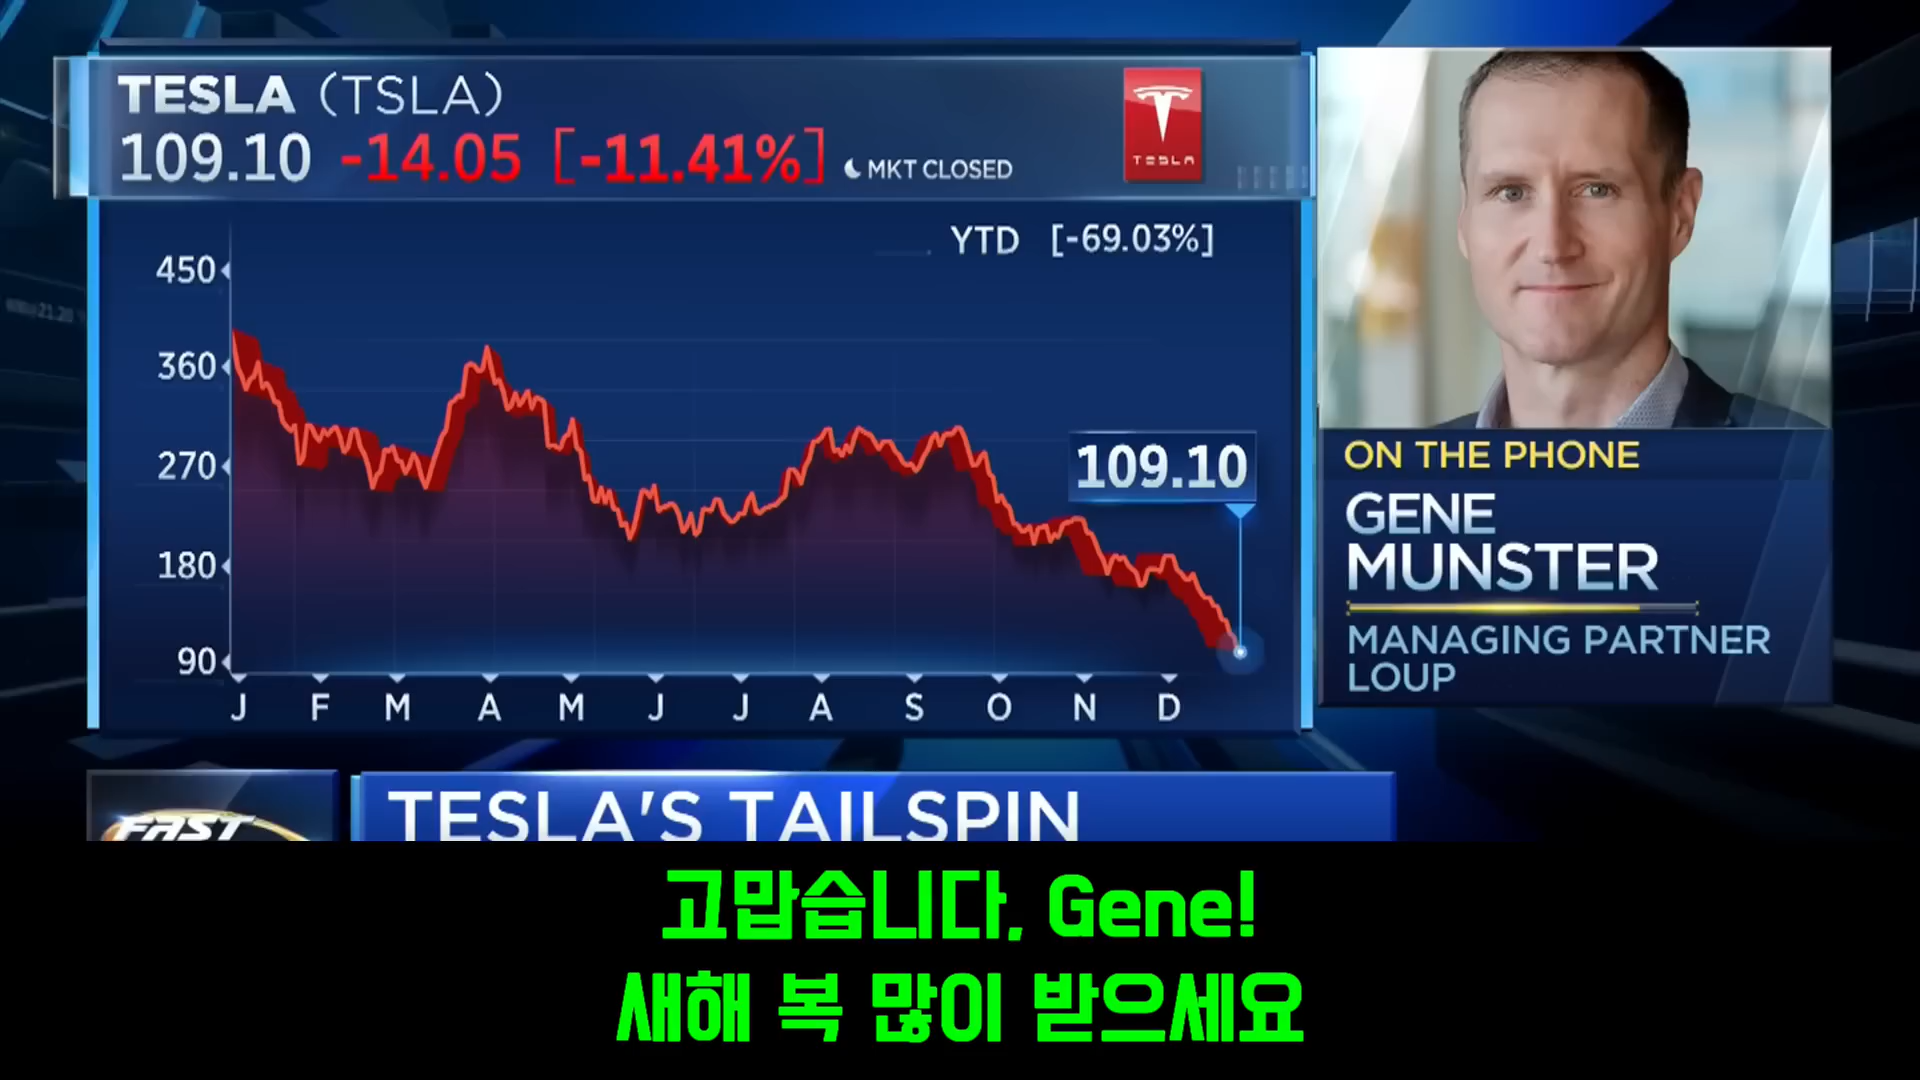 TESLA (TSLA)
109.10 -14.05 [-11.41%] MKT CLOSED
TESLA
YTD [-69.03%]
450
360
270
180
90
109.10
J F M A M J J A S O N D
ON THE PHONE
GENE
MUNSTER
MANAGING PARTNER
LOUP
FAST
TESLA'S TAILSPIN
고맙습니다, Gene!
새해 복 많이 받으세요